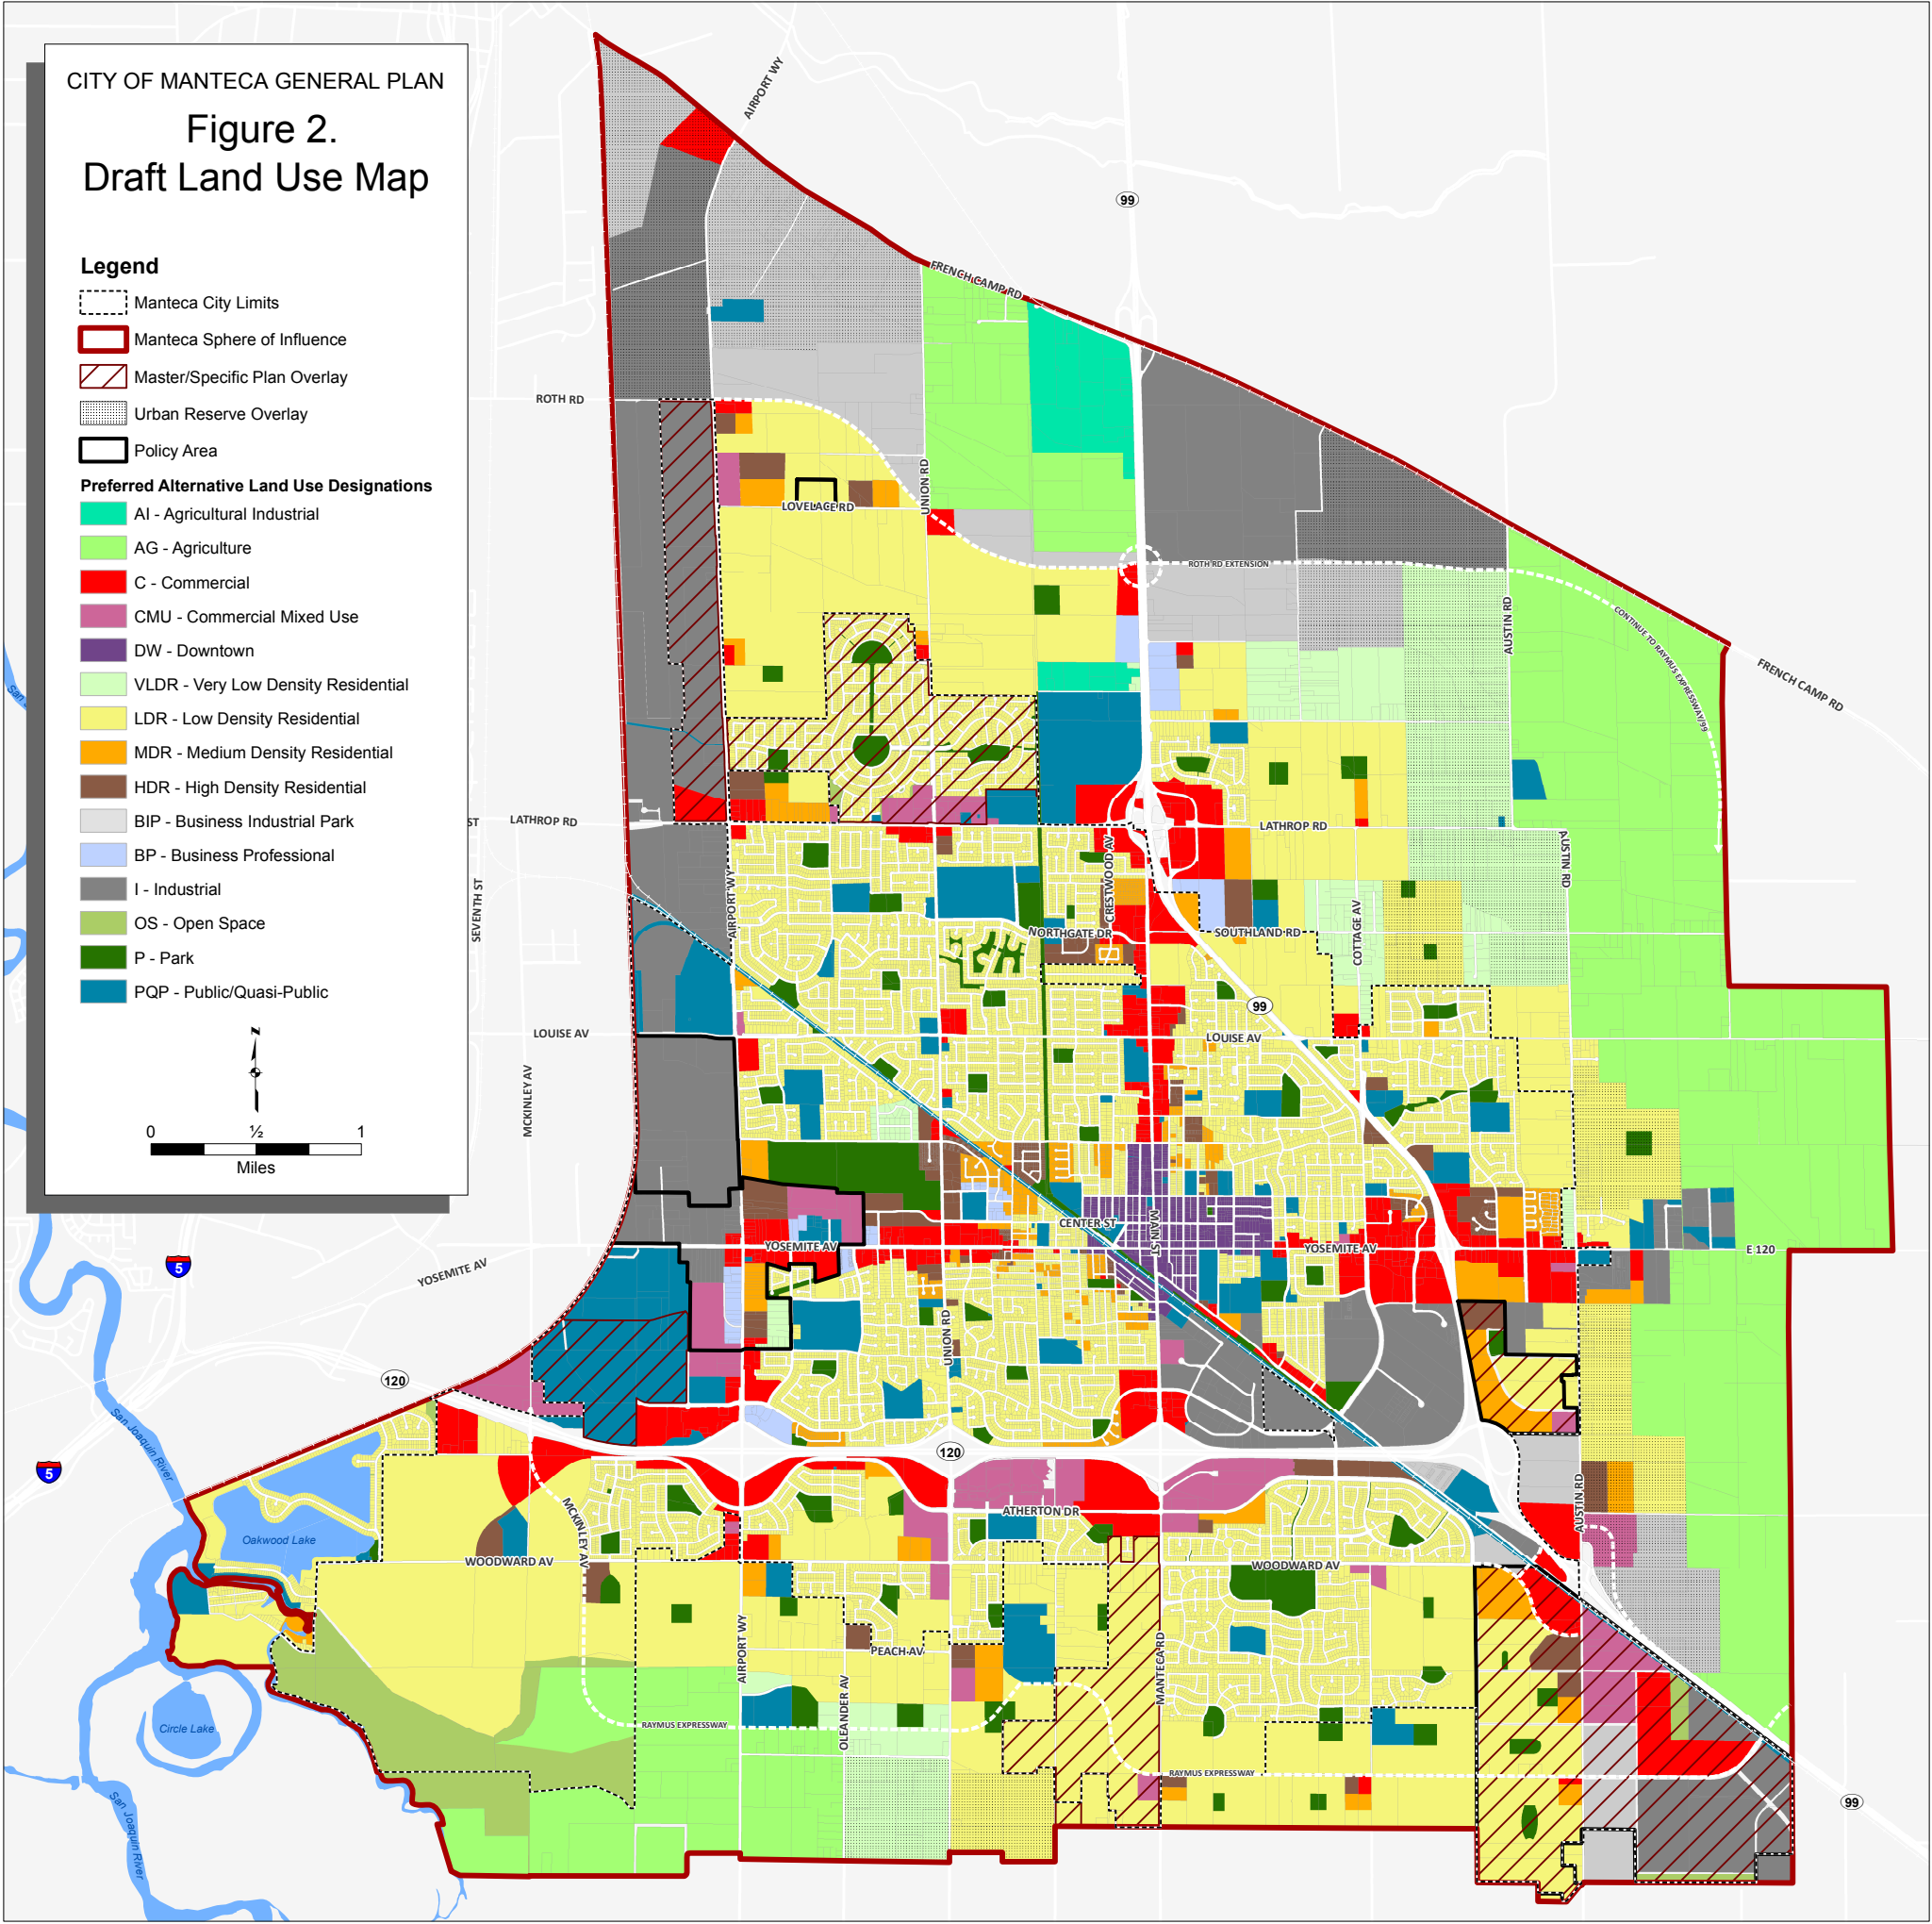 CITY OF MANTECA GENERAL PLAN
Figure 2.
Draft Land Use Map
Legend
Manteca City Limits
Manteca Sphere of Influence
Master/Specific Plan Overlay
Urban Reserve Overlay
Policy Area
Preferred Alternative Land Use Designations
AI - Agricultural Industrial
AG - Agriculture
C - Commercial
CMU - Commercial Mixed Use
DW - Downtown
VLDR - Very Low Density Residential
LDR - Low Density Residential
MDR - Medium Density Residential
HDR - High Density Residential
BIP - Business Industrial Park
BP - Business Professional
I - Industrial
OS - Open Space
P - Park
PQP - Public/Quasi-Public
N
0 ½ 1
Miles
AIRPORT WY
99
FRENCH CAMP RD
ROTH RD
UNION RD
LOVELACE RD
ROTH RD EXTENSION
AUSTIN RD
CONTINUE TO RAYMUS EXPRESSWAY/99
FRENCH CAMP RD
San
ST
LATHROP RD
LATHROP RD
CRESTWOOD AV
AUSTIN RD
SEVENTH ST
AIRPORT WY
NORTHGATE DR
SOUTHLAND RD
COTTAGE AV
99
LOUISE AV
LOUISE AV
MCKINLEY AV
CENTER ST
MAIN ST
YOSEMITE AV
YOSEMITE AV
E 120
5
YOSEMITE AV
UNION RD
120
San Joaquin River
120
5
ATHERTON DR
AUSTIN RD
Oakwood Lake
MCKINLEY AV
WOODWARD AV
WOODWARD AV
AIRPORT WY
PEACH AV
MANTECA RD
OLEANDER AV
Circle Lake
RAYMUS EXPRESSWAY
RAYMUS EXPRESSWAY
San Joaquin River
99